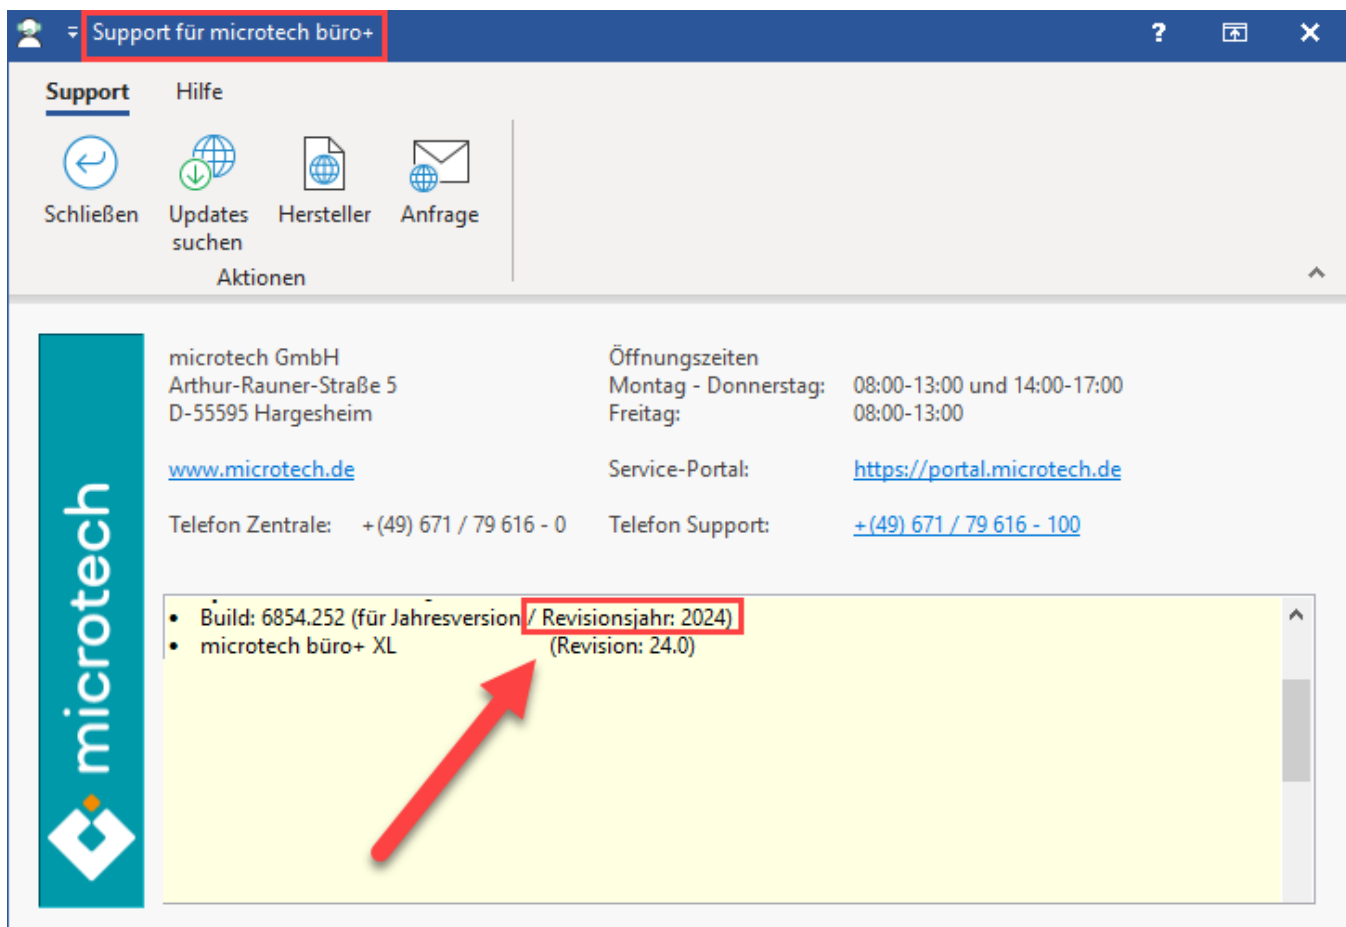 Support für microtech büro+
?
Support Hilfe
Schließen
Updates suchen
Hersteller
Anfrage
Aktionen
microtech GmbH
Arthur-Rauner-Straße 5
D-55595 Hargesheim
www.microtech.de
Telefon Zentrale: +(49) 671 / 79 616 - 0
Öffnungszeiten
Montag - Donnerstag: 08:00-13:00 und 14:00-17:00
Freitag: 08:00-13:00
Service-Portal: https://portal.microtech.de
Telefon Support: +(49) 671 / 79 616 - 100
microtech
• Build: 6854.252 (für Jahresversion / Revisionsjahr: 2024)
• microtech büro+ XL (Revision: 24.0)